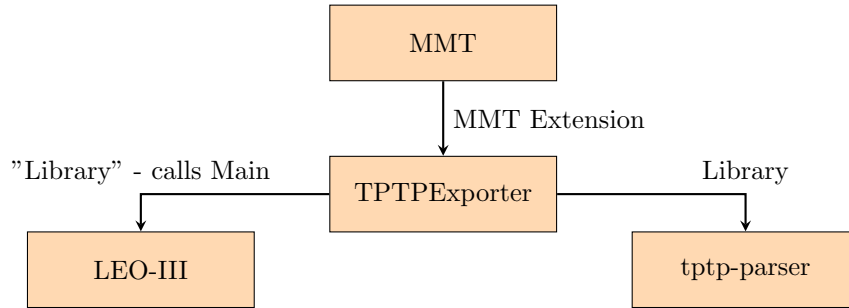 MMT
MMT Extension
”Library” - calls Main
Library
TPTPExporter
LEO-III
tptp-parser